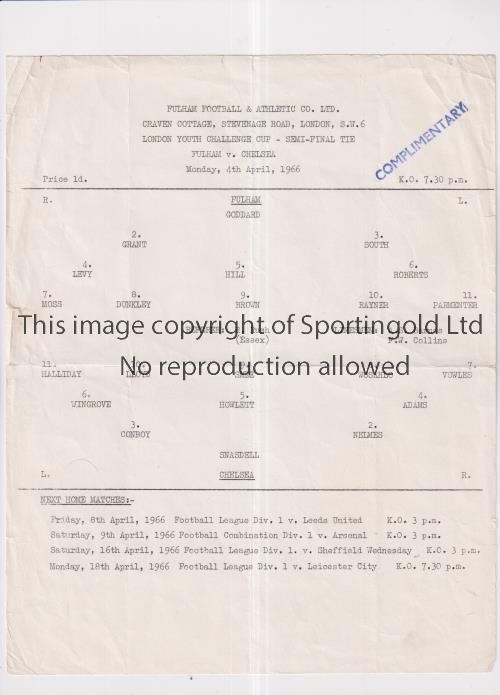 FULHAM FOOTBALL & ATHLETIC CO. LTD.
CRAVEN COTTAGE, STEVENAGE ROAD, LONDON, S.W.6
LONDON YOUTH CHALLENGE CUP - SEMI-FINAL TIE
FULHAM v. CHELSEA
Monday, 4th April, 1966
COMPLIMENTARY
Price 1d. K.O. 7.30 p.m.
R. FULHAM L.
GODDARD
2. 3.
GRANT SOUTH
4. 5. 6.
LEVY HILL ROBERTS
7. 8. 9. 10. 11.
MOSS DUNKLEY BROWN RAYNER PARMENTER
This image copyright of Sportingold Ltd
(Essex) F.W. Collins
No reproduction allowed
11. 7.
HALLIDAY VOWLES
6. 5. 4.
WINGROVE HOWLETT ADAMS
3. 2.
CONBOY NELMES
SNASDELL
L. CHELSEA R.
NEXT HOME MATCHES:-
Friday, 8th April, 1966 Football League Div. 1 v. Leeds United K.O. 3 p.m.
Saturday, 9th April, 1966 Football Combination Div. 1 v. Arsenal K.O. 3 p.m.
Saturday, 16th April, 1966 Football League Div. 1. v. Sheffield Wednesday K.O. 3 p.m.
Monday, 18th April, 1966 Football League Div. 1 v. Leicester City K.O. 7.30 p.m.